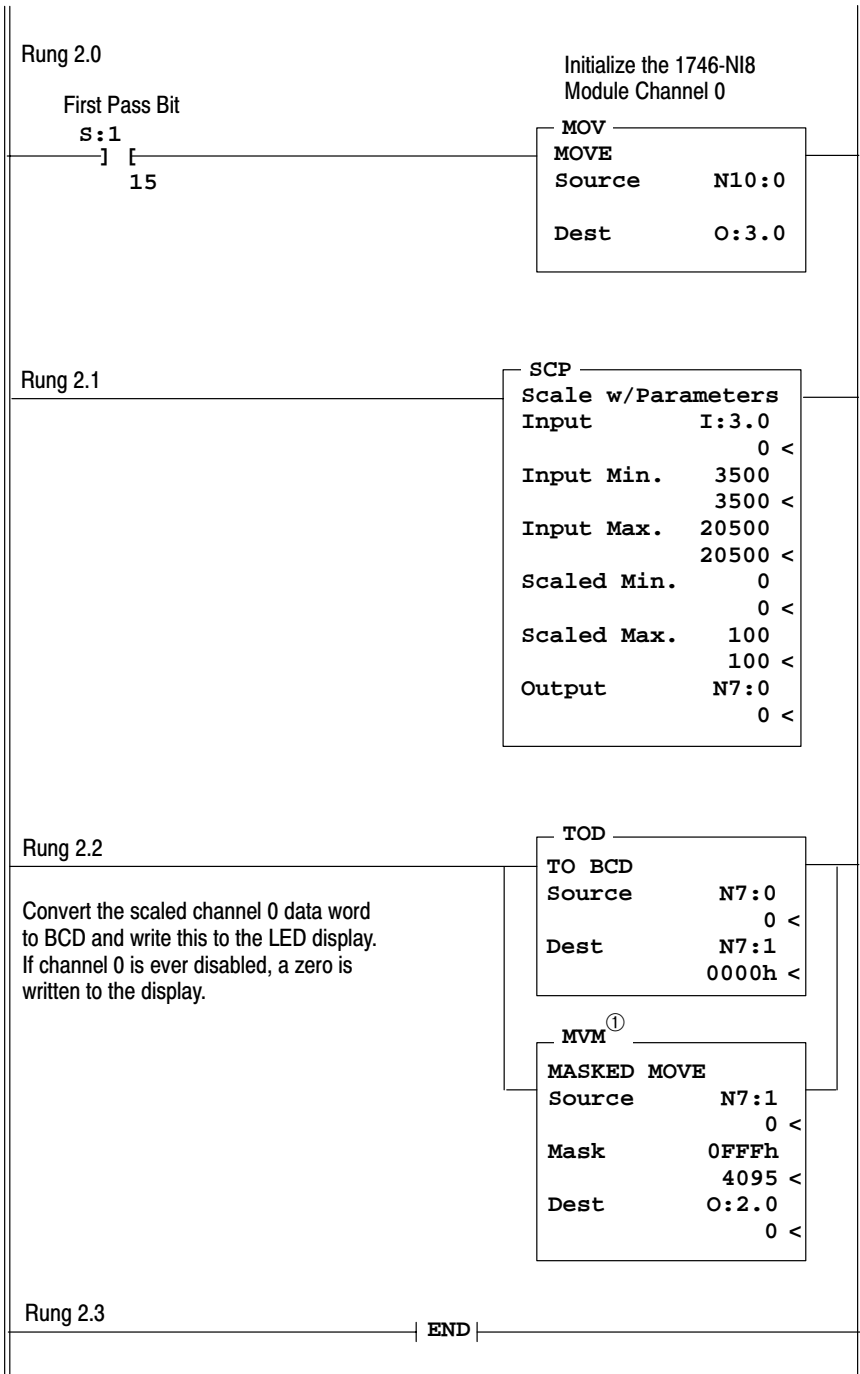 Rung 2.0
Initialize the 1746-NI8
Module Channel 0
First Pass Bit
S:1
] [
15
MOV
MOVE
Source N10:0
Dest O:3.0
Rung 2.1
SCP
Scale w/Parameters
Input I:3.0
0 <
Input Min. 3500
3500 <
Input Max. 20500
20500 <
Scaled Min. 0
0 <
Scaled Max. 100
100 <
Output N7:0
0 <
Rung 2.2
Convert the scaled channel 0 data word
to BCD and write this to the LED display.
If channel 0 is ever disabled, a zero is
written to the display.
TOD
TO BCD
Source N7:0
0 <
Dest N7:1
0000h <
MVM①
MASKED MOVE
Source N7:1
0 <
Mask 0FFFh
4095 <
Dest O:2.0
0 <
Rung 2.3
END